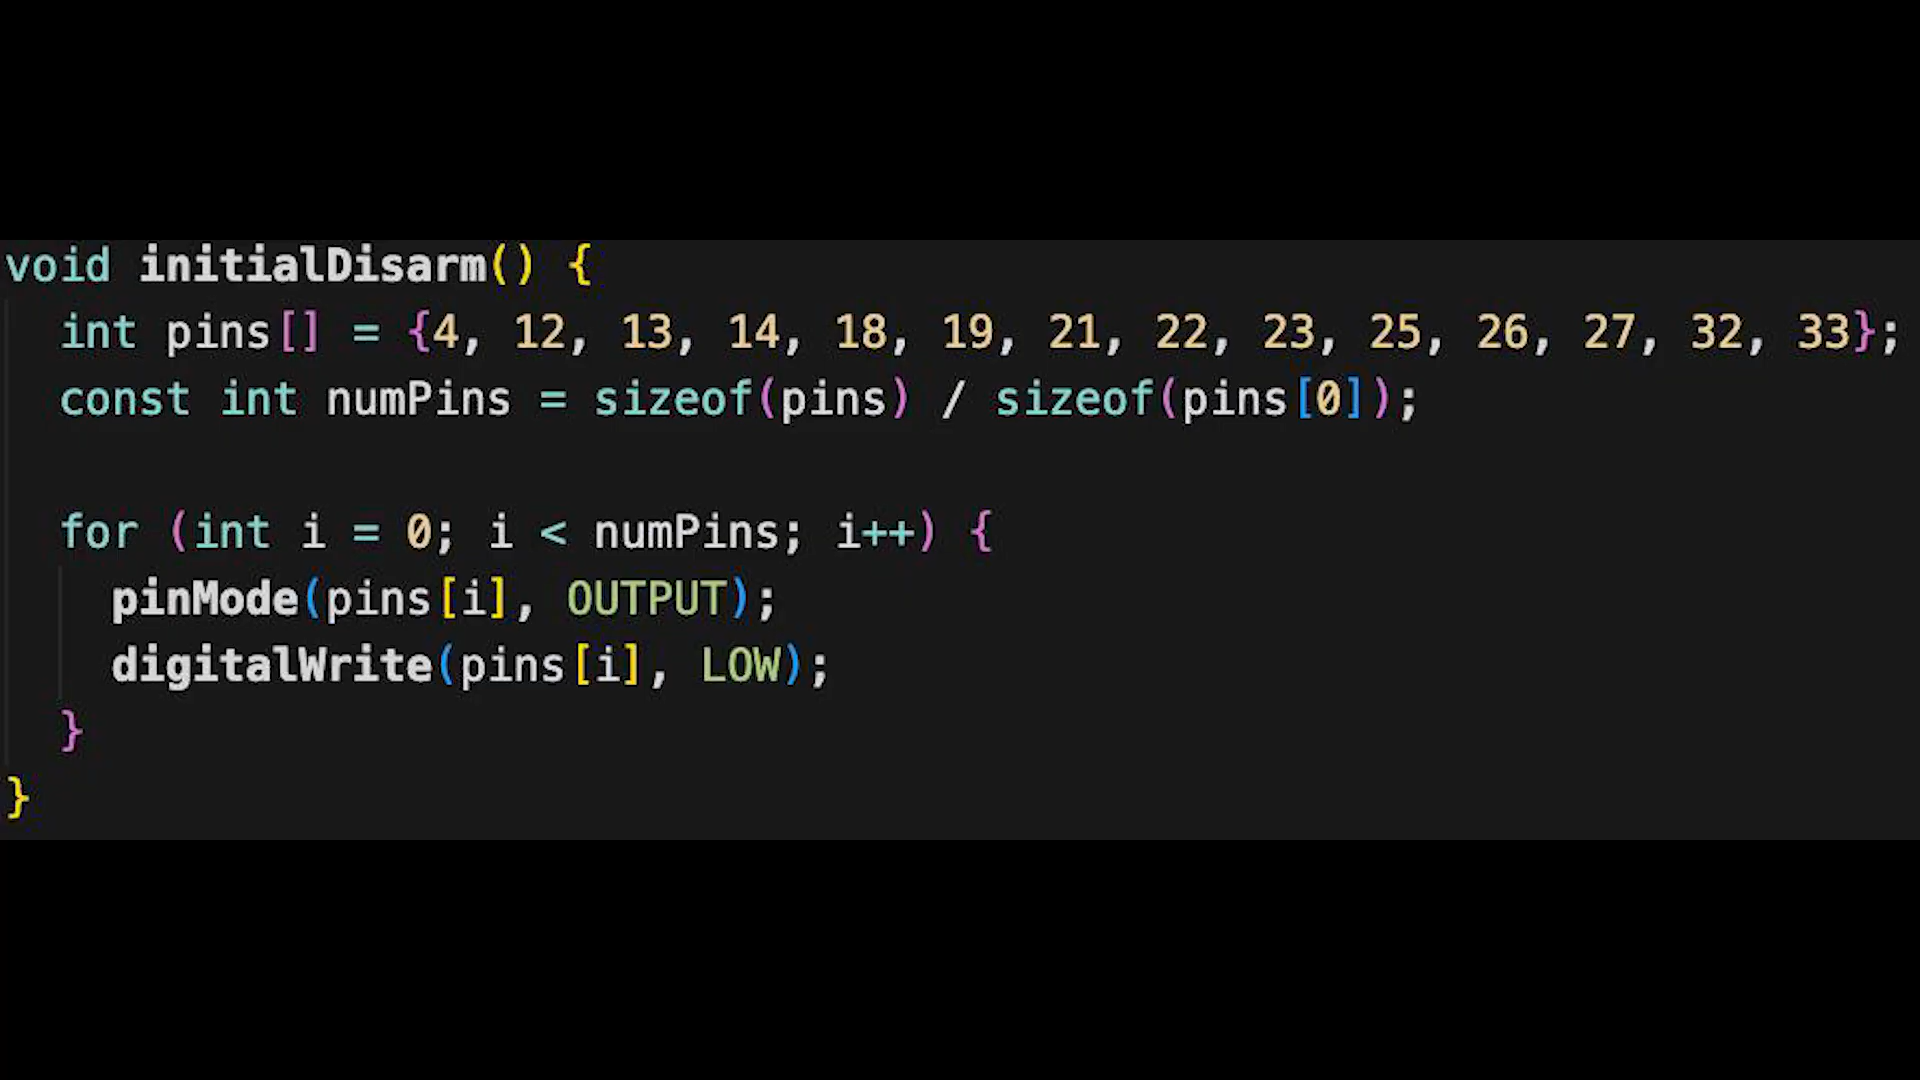 void initialDisarm() {
  int pins[] = {4, 12, 13, 14, 18, 19, 21, 22, 23, 25, 26, 27, 32, 33};
  const int numPins = sizeof(pins) / sizeof(pins[0]);
  for (int i = 0; i < numPins; i++) {
    pinMode(pins[i], OUTPUT);
    digitalWrite(pins[i], LOW);
  }
}